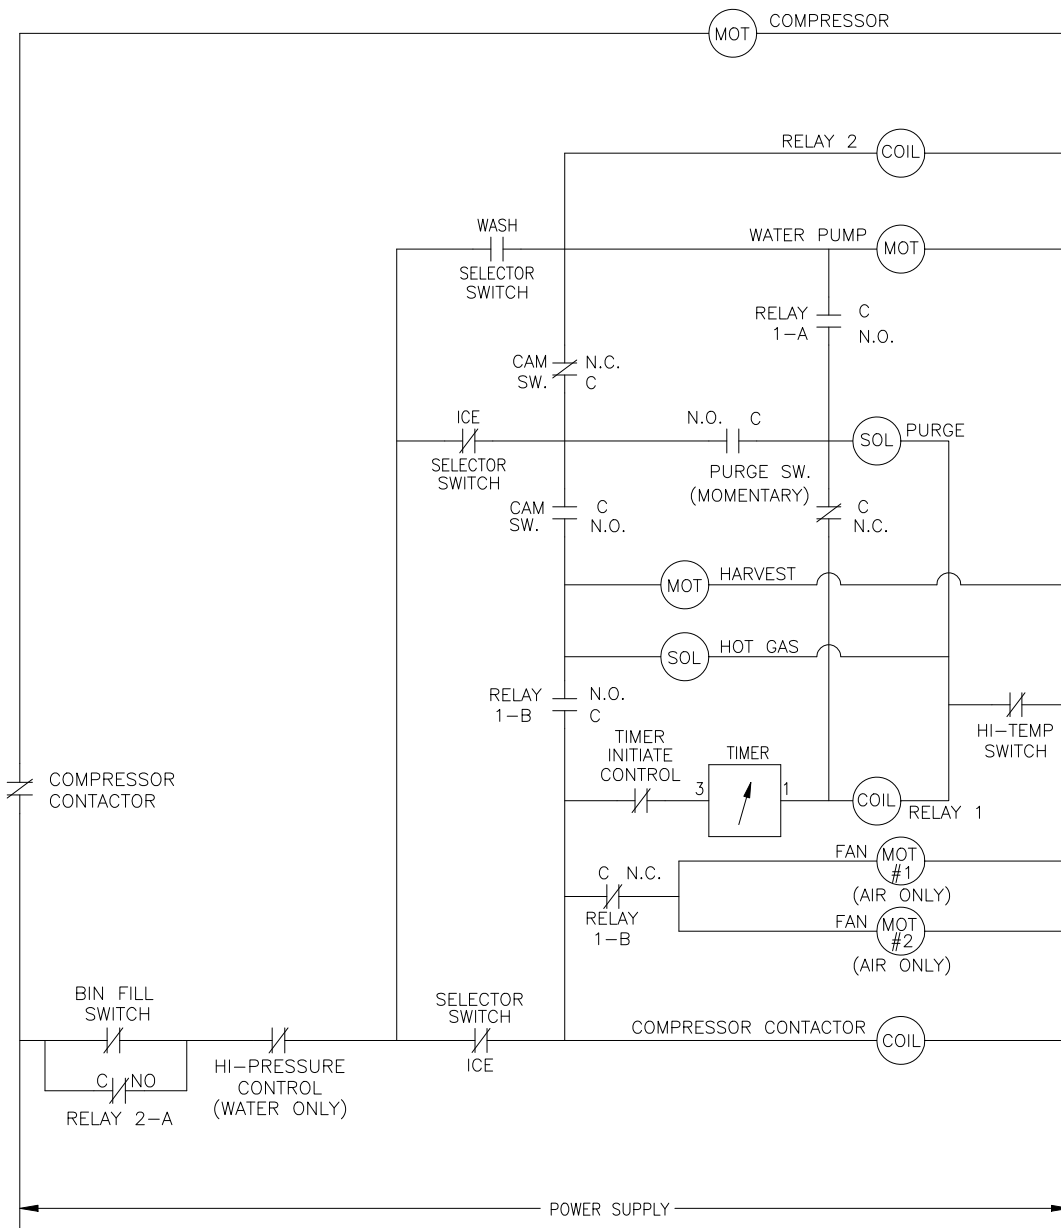 MOT
COMPRESSOR
RELAY 2
COIL
WASH
SELECTOR
SWITCH
WATER PUMP
MOT
RELAY
1-A
C
N.O.
CAM
SW.
N.C.
C
ICE
SELECTOR
SWITCH
N.O.
C
PURGE SW.
(MOMENTARY)
SOL
PURGE
CAM
SW.
C
N.O.
C
N.C.
MOT
HARVEST
SOL
HOT GAS
RELAY
1-B
N.O.
C
HI-TEMP
SWITCH
TIMER
INITIATE
CONTROL
TIMER
3
1
COIL
RELAY 1
COMPRESSOR
CONTACTOR
C
N.C.
RELAY
1-B
FAN
MOT
#1
(AIR ONLY)
FAN
MOT
#2
(AIR ONLY)
BIN FILL
SWITCH
C
NO
RELAY 2-A
HI-PRESSURE
CONTROL
(WATER ONLY)
SELECTOR
SWITCH
ICE
COMPRESSOR CONTACTOR
COIL
POWER SUPPLY